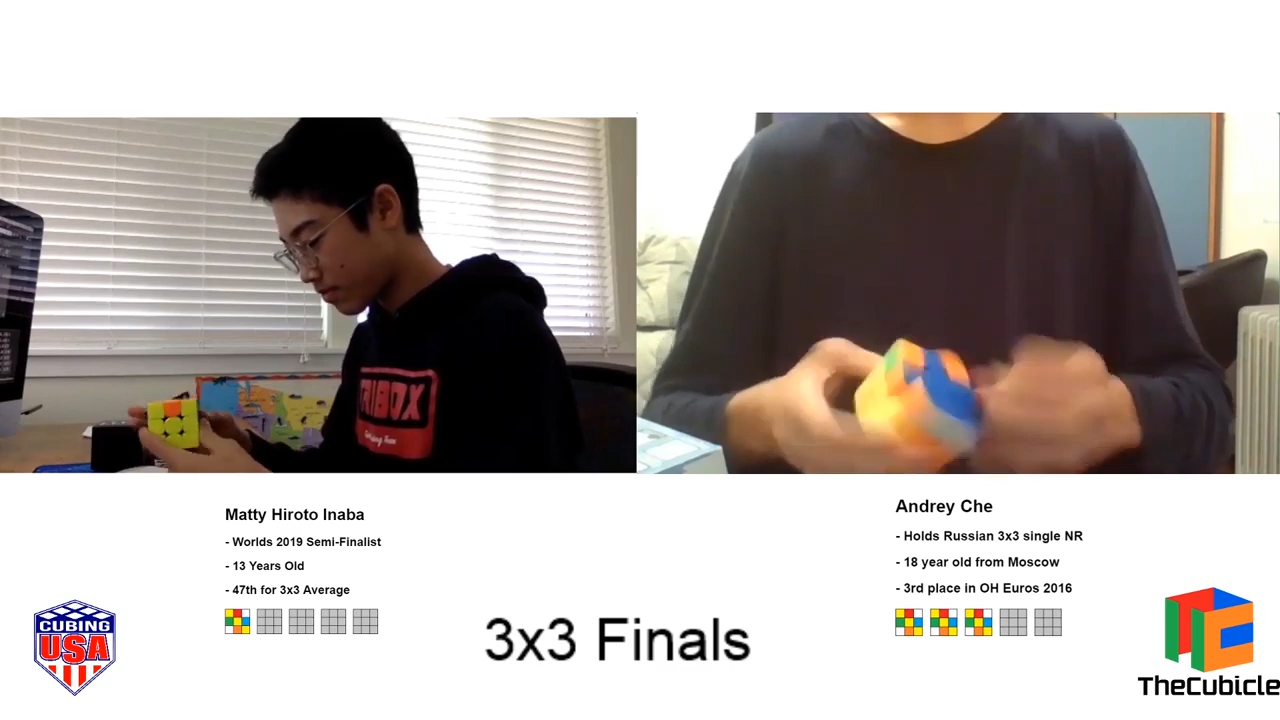 TRIBOX
Matty Hiroto Inaba
- Worlds 2019 Semi-Finalist
- 13 Years Old
- 47th for 3x3 Average
Andrey Che
- Holds Russian 3x3 single NR
- 18 year old from Moscow
- 3rd place in OH Euros 2016
3x3 Finals
CUBING
USA
TheCubicle